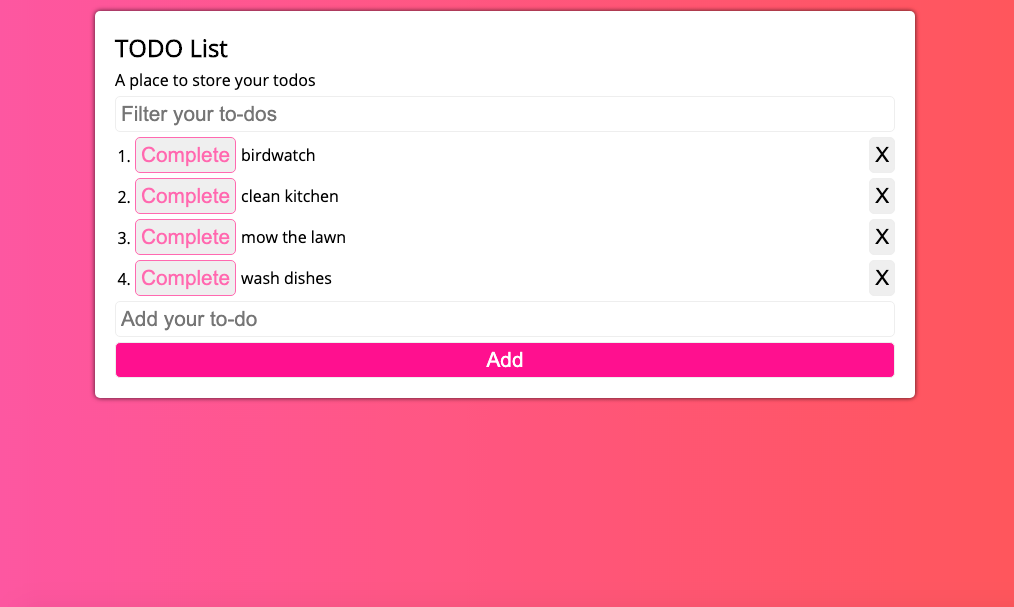 TODO List
A place to store your todos
Filter your to-dos
1. Complete birdwatch X
2. Complete clean kitchen X
3. Complete mow the lawn X
4. Complete wash dishes X
Add your to-do
Add